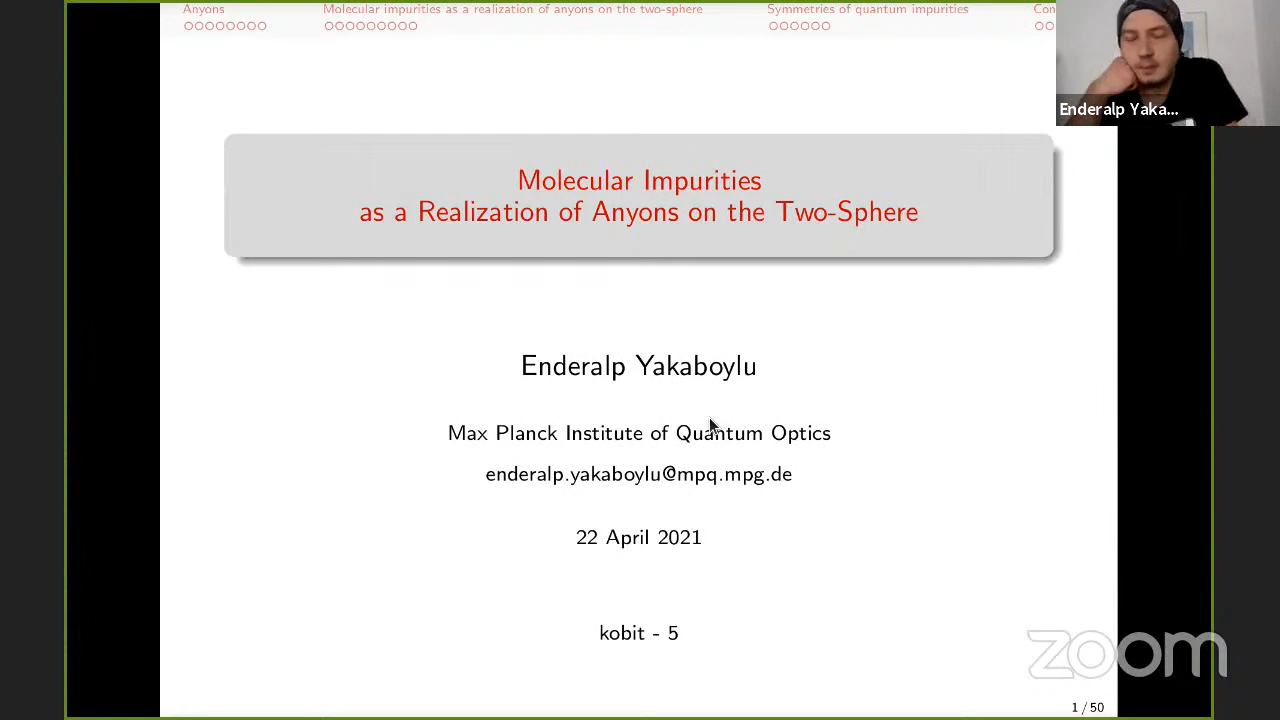 Anyons
Molecular impurities as a realization of anyons on the two-sphere
Symmetries of quantum impurities
Con
Enderalp Yaka...
Molecular Impurities
as a Realization of Anyons on the Two-Sphere
Enderalp Yakaboylu
Max Planck Institute of Quantum Optics
enderalp.yakaboylu@mpq.mpg.de
22 April 2021
kobit - 5
zoom
1 / 50